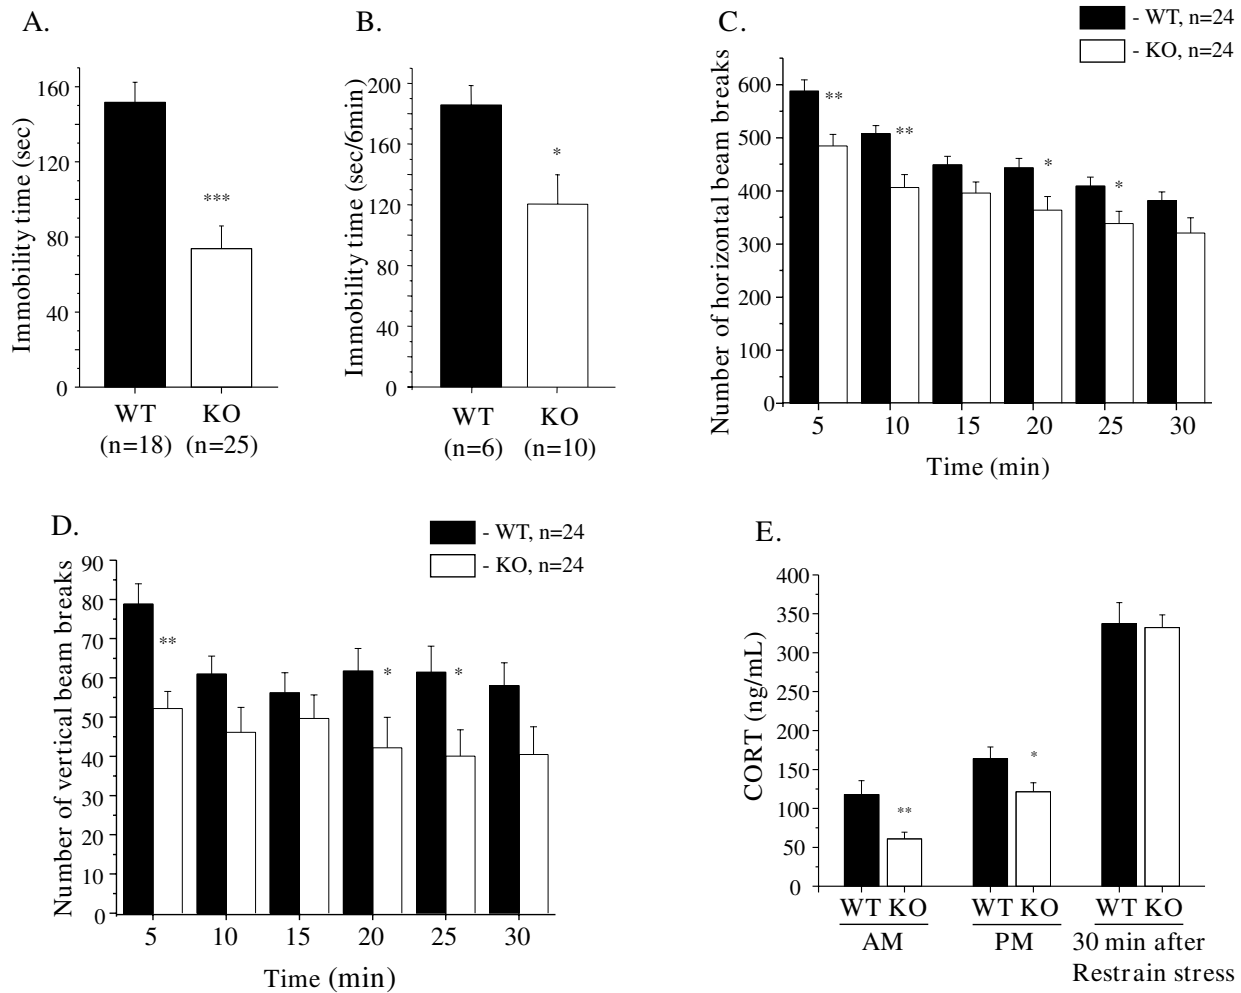 A.
Immobility time (sec)
160
120
80
40
0
***
WT
KO
(n=18)
(n=25)
B.
Immobility time (sec/6min)
200
160
120
80
40
0
*
WT
KO
(n=6)
(n=10)
C.
- WT, n=24
- KO, n=24
Number of horizontal beam breaks
600
500
400
300
200
100
0
**
**
*
*
5 10 15 20 25 30
Time (min)
D.
- WT, n=24
- KO, n=24
Number of vertical beam breaks
90
80
70
60
50
40
30
20
10
0
**
*
*
5 10 15 20 25 30
Time (min)
E.
CORT (ng/mL)
400
350
300
250
200
150
100
50
0
**
*
WT KO WT KO WT KO
AM PM 30 min after
Restrain stress